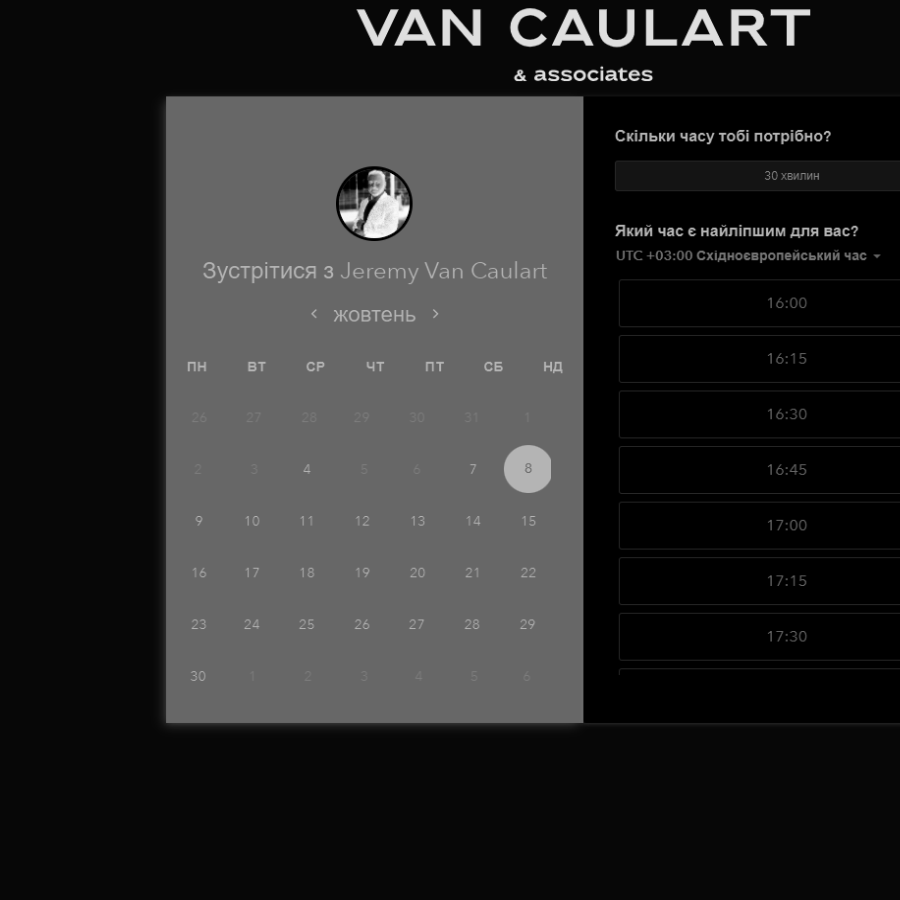 VAN CAULART
& associates
Зустрітися з Jeremy Van Caulart
жовтень
ПН ВТ СР ЧТ ПТ СБ НД
26 27 28 29 30 31 1
2 3 4 5 6 7 8
9 10 11 12 13 14 15
16 17 18 19 20 21 22
23 24 25 26 27 28 29
30 1 2 3 4 5 6
Скільки часу тобі потрібно?
30 хвилин
Який час є найліпшим для вас?
UTC +03:00 Східноєвропейський час
16:00
16:15
16:30
16:45
17:00
17:15
17:30